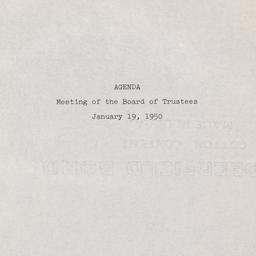 AGENDA
Meeting of the Board of Trustees
January 19, 1950